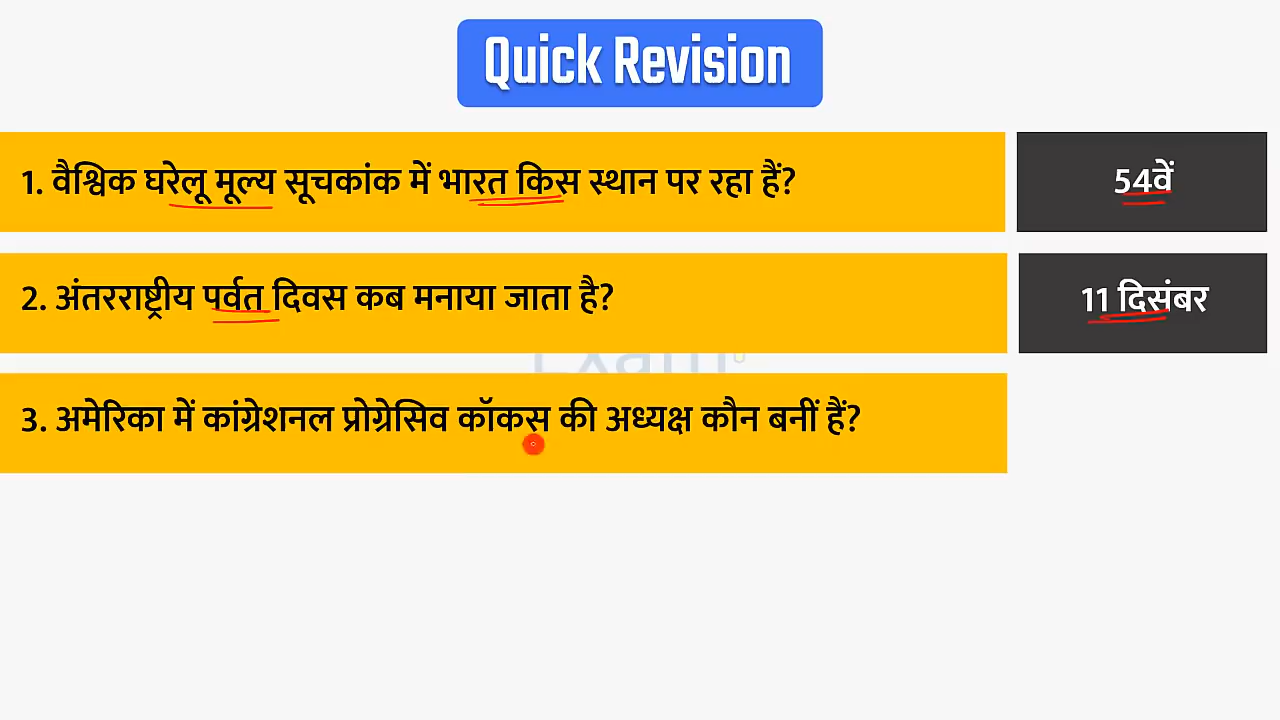 Quick Revision
1. वैश्विक घरेलू मूल्य सूचकांक में भारत किस स्थान पर रहा हैं?
54वें
2. अंतरराष्ट्रीय पर्वत दिवस कब मनाया जाता है?
11 दिसंबर
3. अमेरिका में कांग्रेशनल प्रोग्रेसिव कॉकस की अध्यक्ष कौन बनीं हैं?